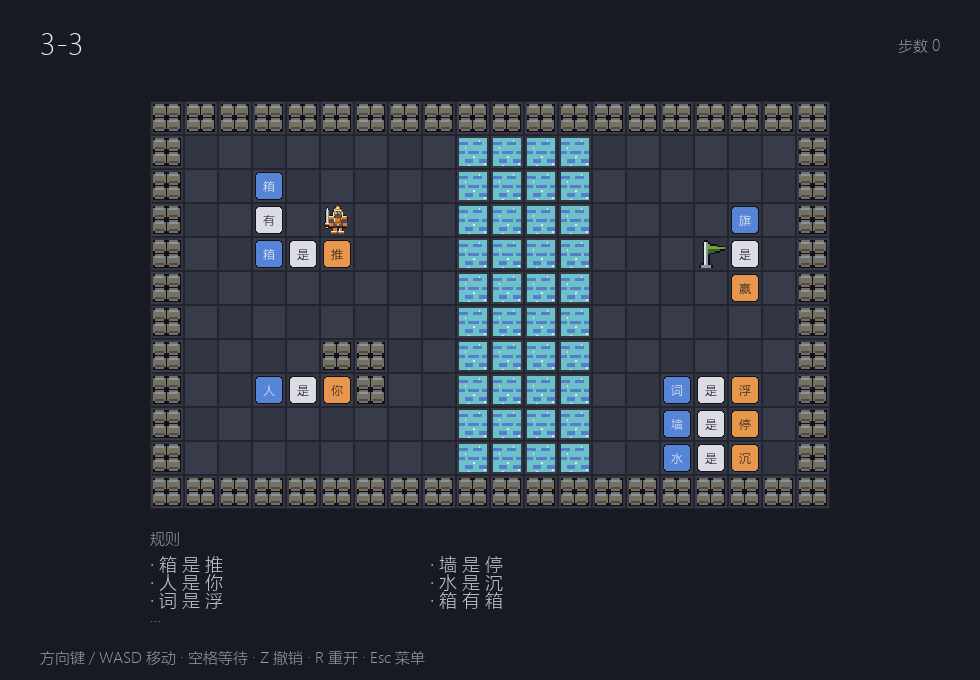 3-3
步数 0
箱
有
旗
箱 是 推
是
赢
人 是 你
词 是 浮
墙 是 停
水 是 沉
规则
· 箱 是 推
· 墙 是 停
· 人 是 你
· 水 是 沉
· 词 是 浮
· 箱 有 箱
...
方向键 / WASD 移动 · 空格等待 · Z 撤销 · R 重开 · Esc 菜单